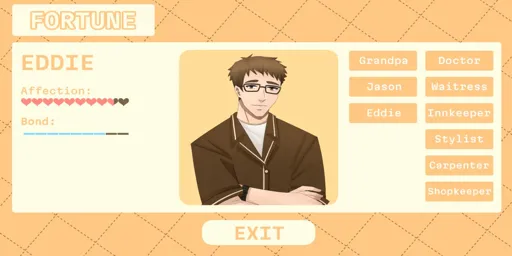 FORTUNE
EDDIE
Affection:
Bond:
Grandpa
Doctor
Jason
Waitress
Eddie
Innkeeper
Stylist
Carpenter
Shopkeeper
EXIT